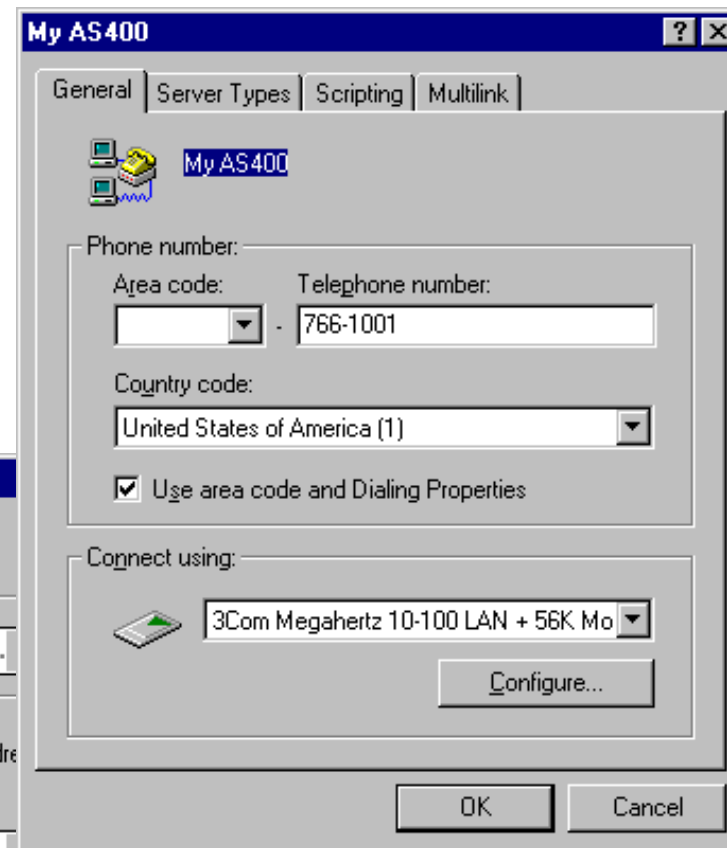 My AS400
General Server Types Scripting Multilink
My AS400
Phone number:
Area code: Telephone number:
- 766-1001
Country code:
United States of America (1)
Use area code and Dialing Properties
Connect using:
3Com Megahertz 10-100 LAN + 56K Mo
Configure...
OK Cancel